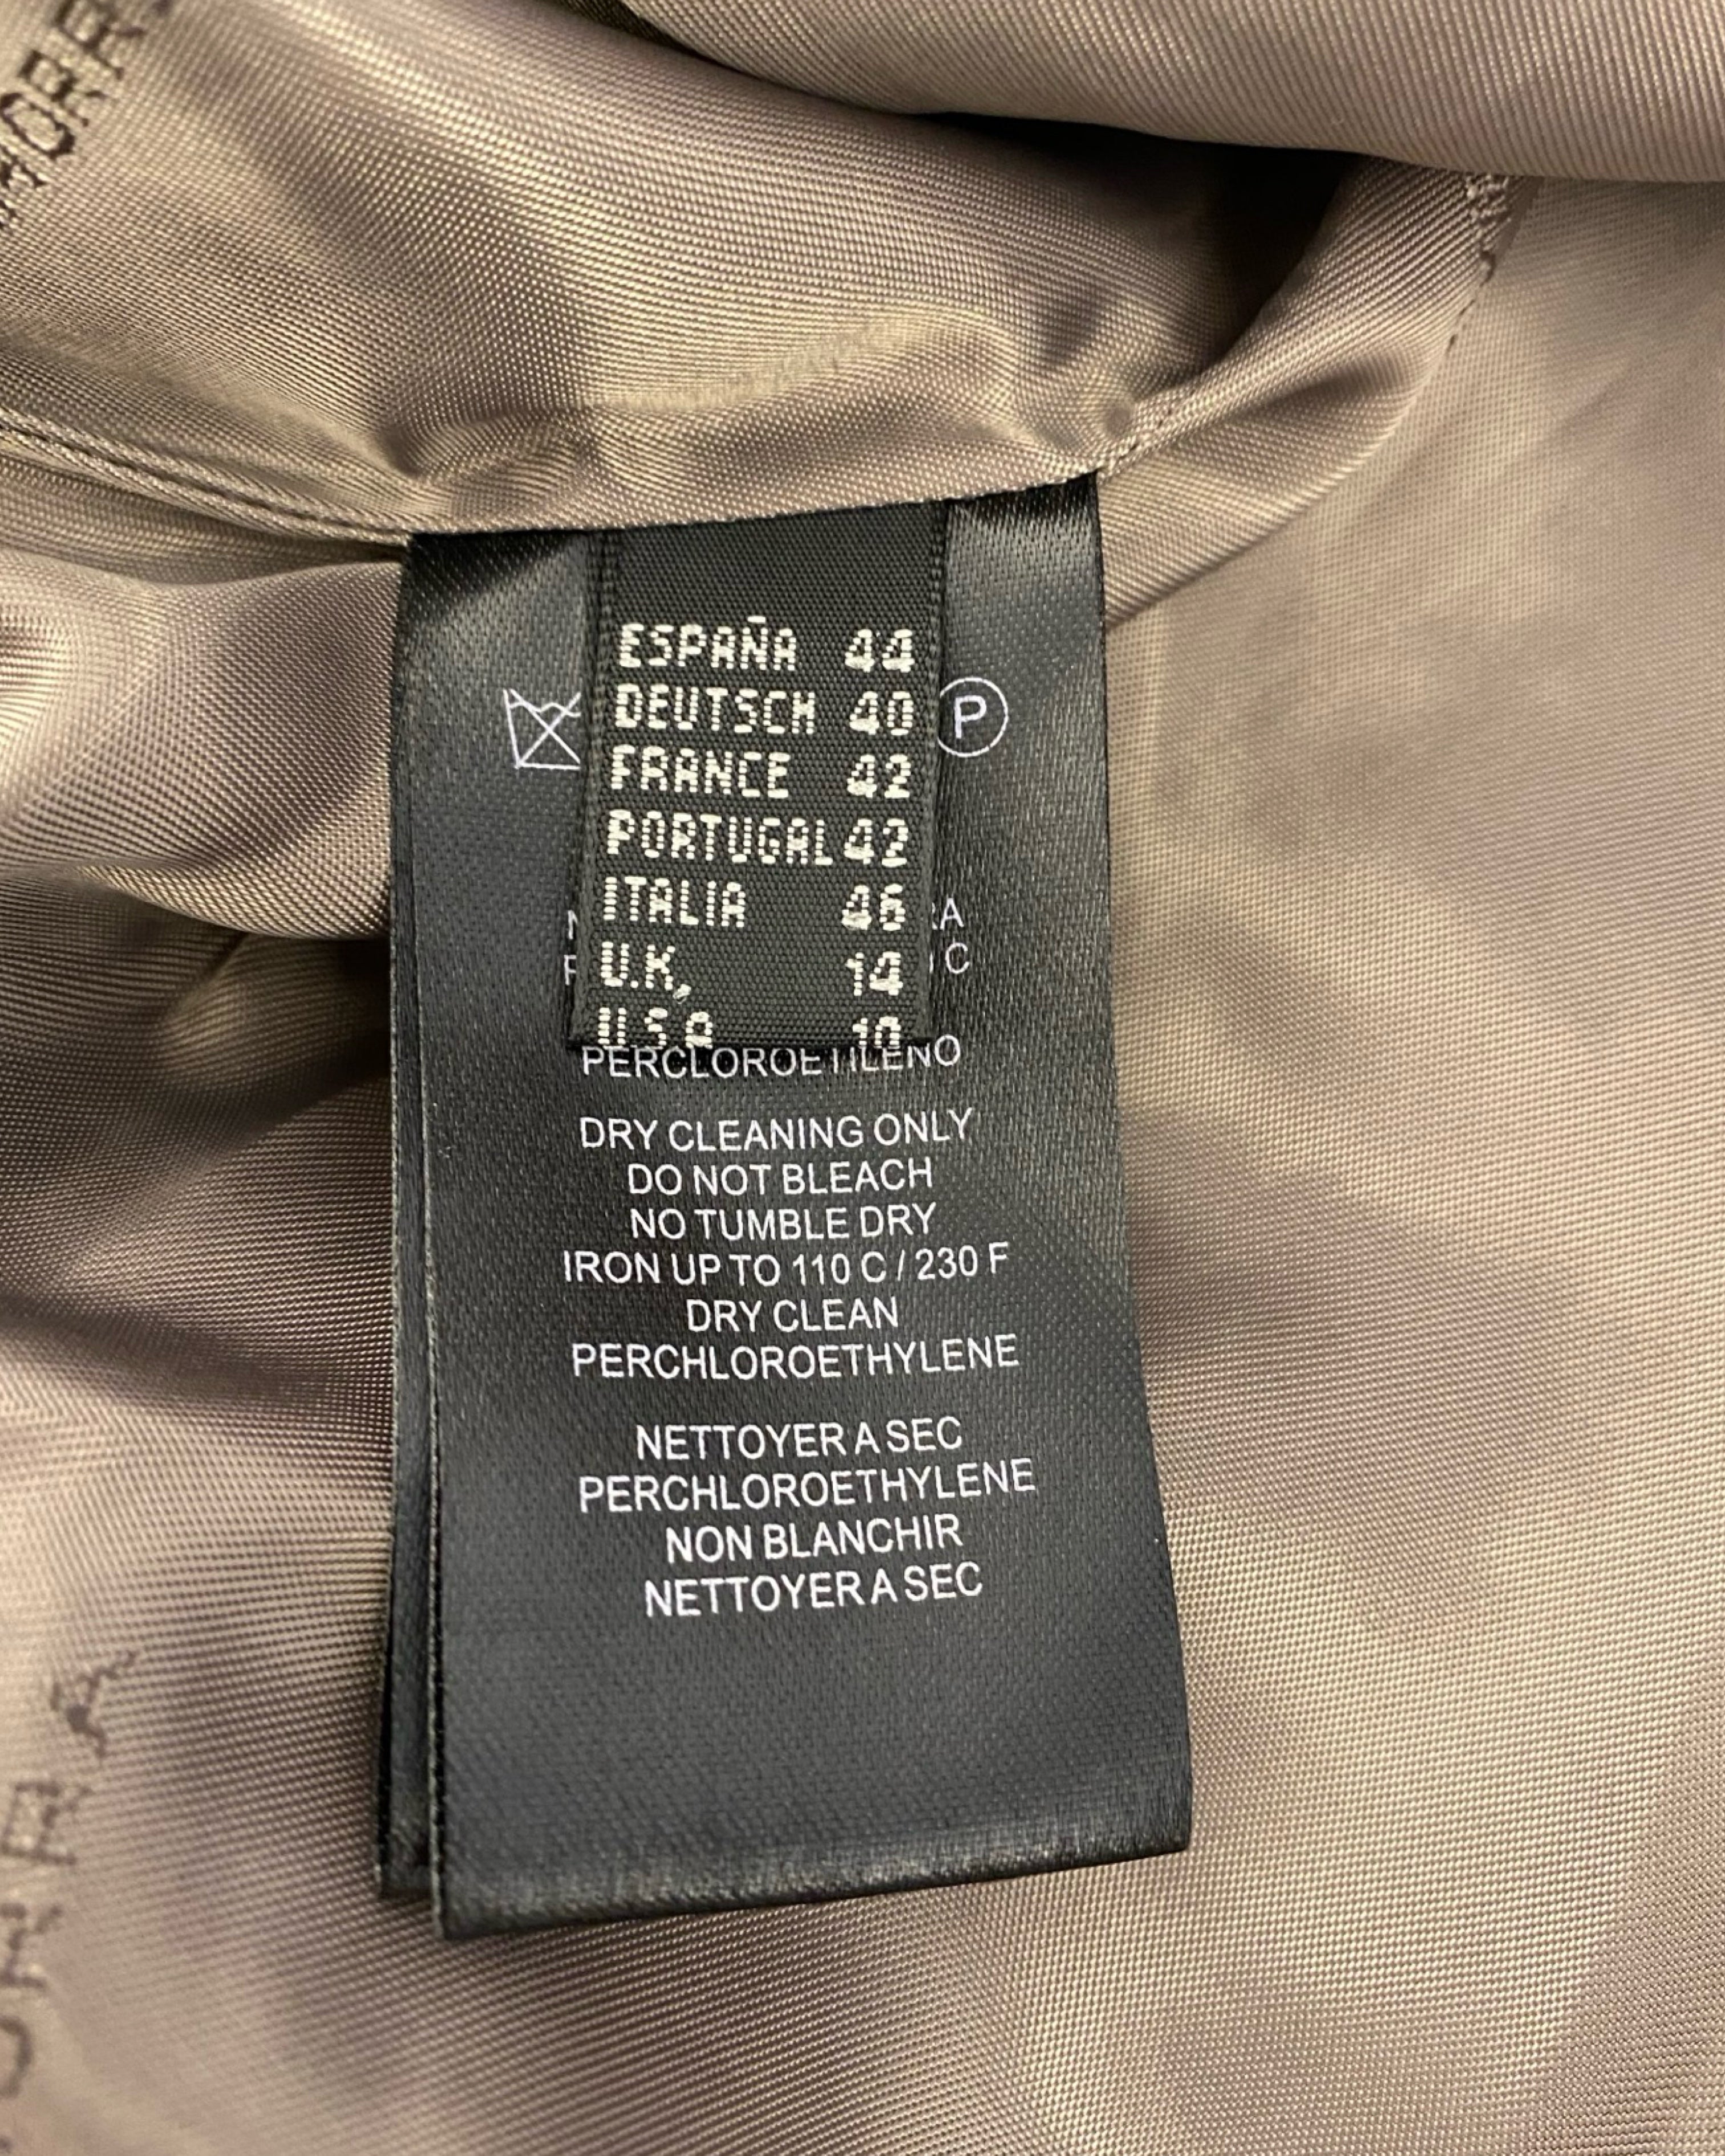 ESPAÑA 44
DEUTSCH 40
FRANCE 42
PORTUGAL 42
ITALIA 46
U.K, 14
U.S.A 10
P
PERCLOROETILENO
DRY CLEANING ONLY
DO NOT BLEACH
NO TUMBLE DRY
IRON UP TO 110 C / 230 F
DRY CLEAN
PERCHLOROETHYLENE
NETTOYER A SEC
PERCHLOROETHYLENE
NON BLANCHIR
NETTOYER A SEC